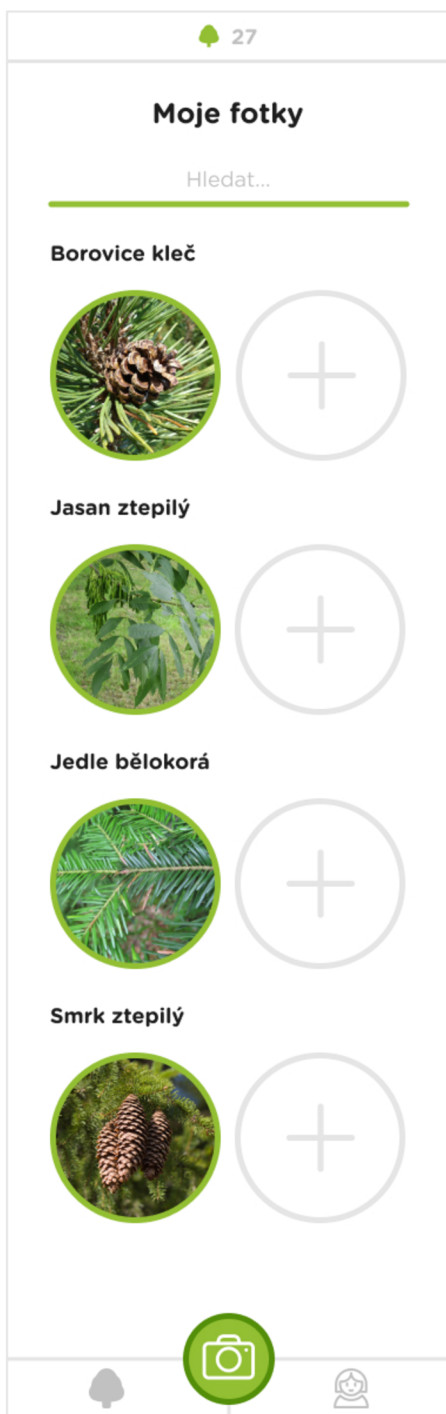 27
Moje fotky
Hledat...
Borovice kleč
Jasan ztepilý
Jedle bělokorá
Smrk ztepilý